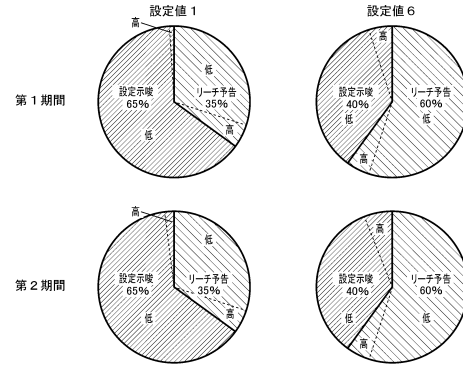 設定値1
設定値6
第1期間
高
低
設定示唆
65%
リーチ予告
35%
低
高
高
設定示唆
40%
リーチ予告
60%
低
低
高
第2期間
高
低
設定示唆
65%
リーチ予告
35%
低
高
高
設定示唆
40%
リーチ予告
60%
低
低
高